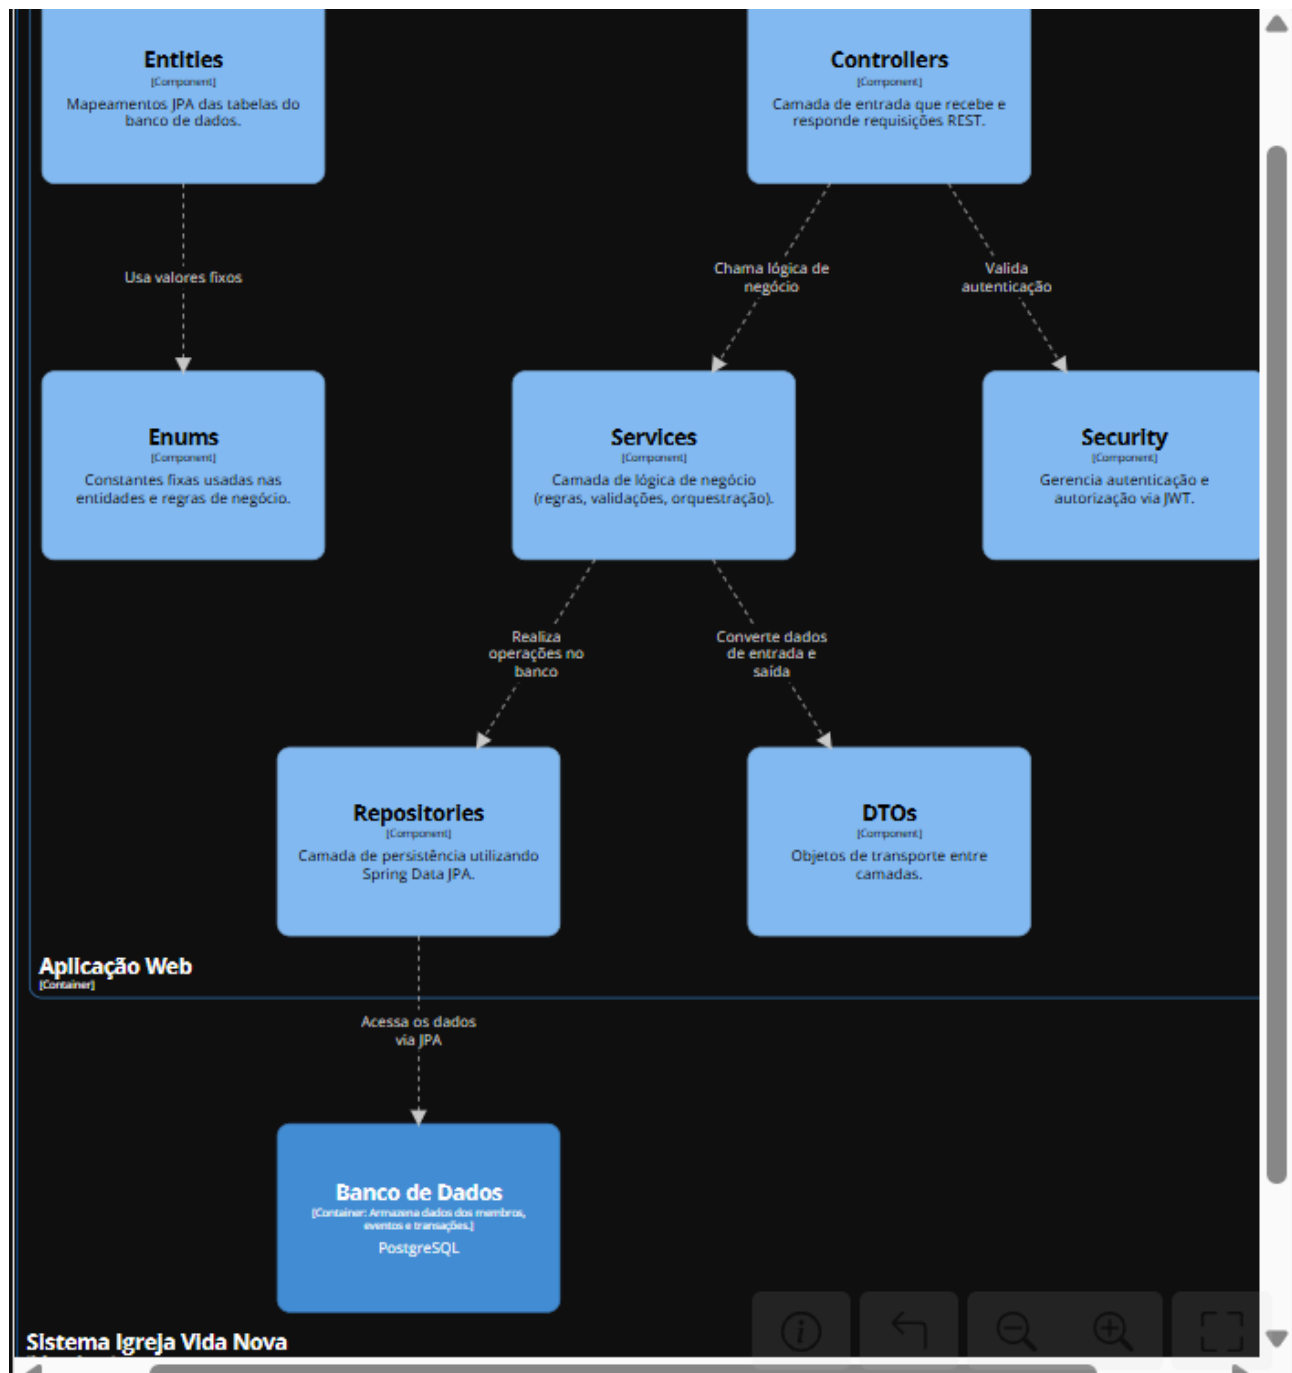 Entities
[Component]
Mapeamentos JPA das tabelas do
banco de dados.
Controllers
[Component]
Camada de entrada que recebe e
responde requisições REST.
Usa valores fixos
Chama lógica de
negócio
Valida
autenticação
Enums
[Component]
Constantes fixas usadas nas
entidades e regras de negócio.
Services
[Component]
Camada de lógica de negócio
(regras, validações, orquestração).
Security
[Component]
Gerencia autenticação e
autorização via JWT.
Realiza
operações no
banco
Converte dados
de entrada e
saída
Repositories
[Component]
Camada de persistência utilizando
Spring Data JPA.
DTOs
[Component]
Objetos de transporte entre
camadas.
Aplicação Web
[Container]
Acessa os dados
via JPA
Banco de Dados
[Container: Armazena dados dos membros,
eventos e transações.]
PostgreSQL
Sistema Igreja Vida Nova